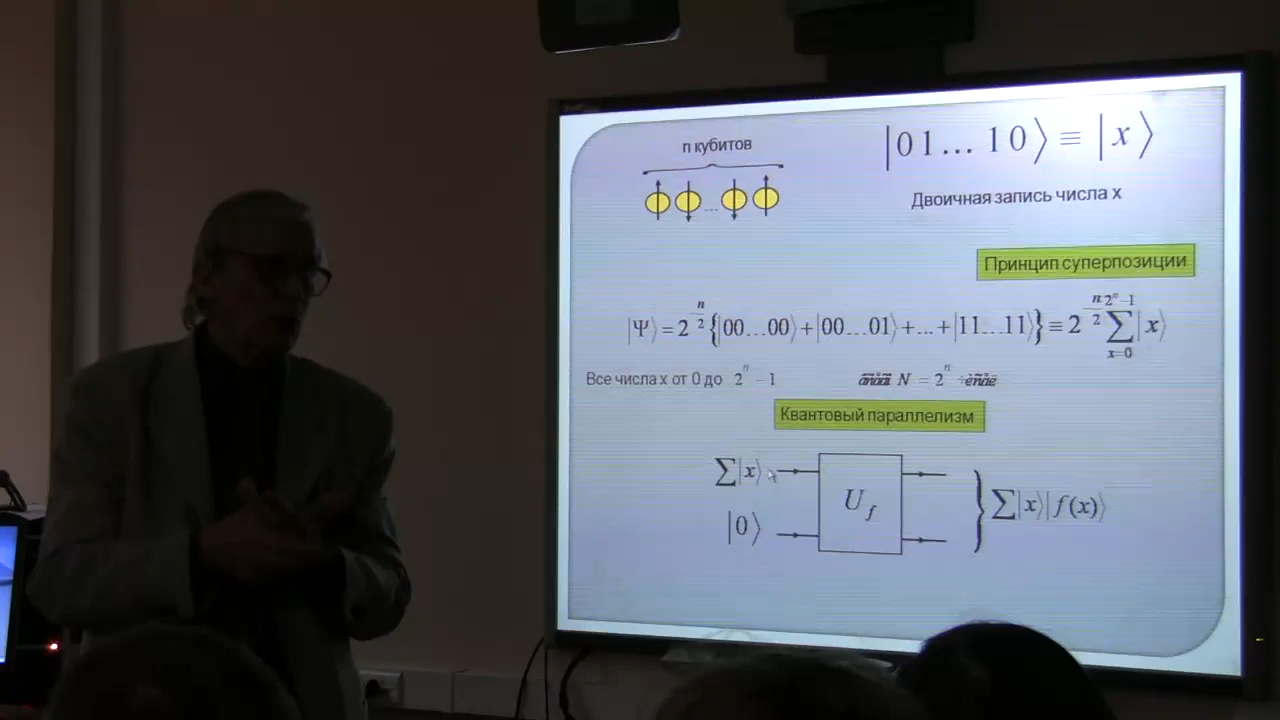 n кубитов
|01...10⟩ ≡ |x⟩
...
Двоичная запись числа x
Принцип суперпозиции
|Ψ⟩ = 2^{-n/2} {|00...00⟩ + |00...01⟩ + ... + |11...11⟩} ≡ 2^{-n/2} ∑_{x=0}^{2^n-1} |x⟩
Все числа x от 0 до 2^n − 1
N = 2^n
Квантовый параллелизм
∑|x⟩
U_f
∑|x⟩|f(x)⟩
|0⟩